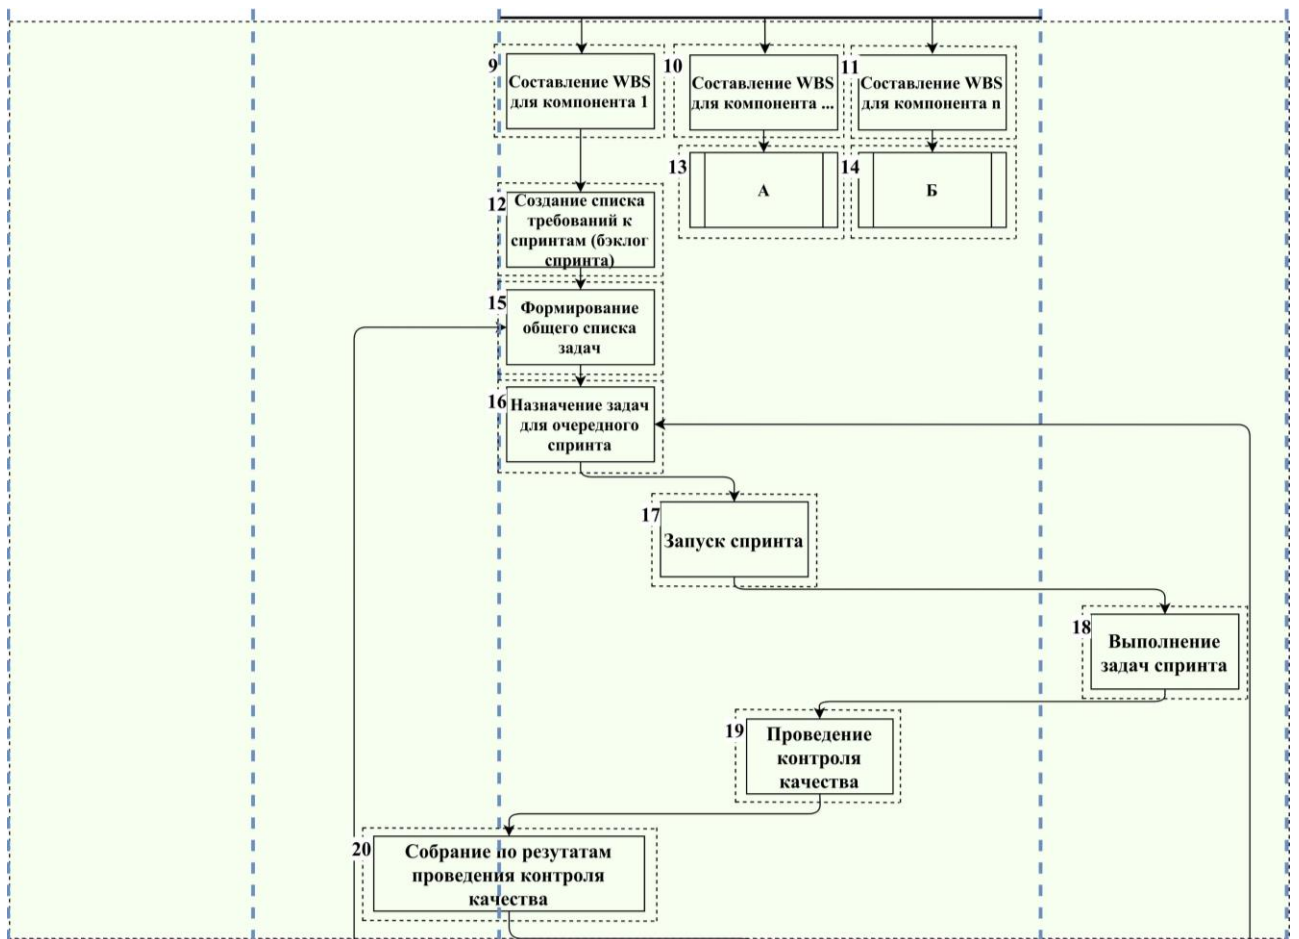 9
Составление WBS
для компонента 1
10
Составление WBS
для компонента ...
11
Составление WBS
для компонента n
13
А
14
Б
12
Создание списка
требований к
спринтам (бэклог
спринта)
15
Формирование
общего списка
задач
16
Назначение задач
для очередного
спринта
17
Запуск спринта
18
Выполнение
задач спринта
19
Проведение
контроля
качества
20
Собрание по резутатам
проведения контроля
качества